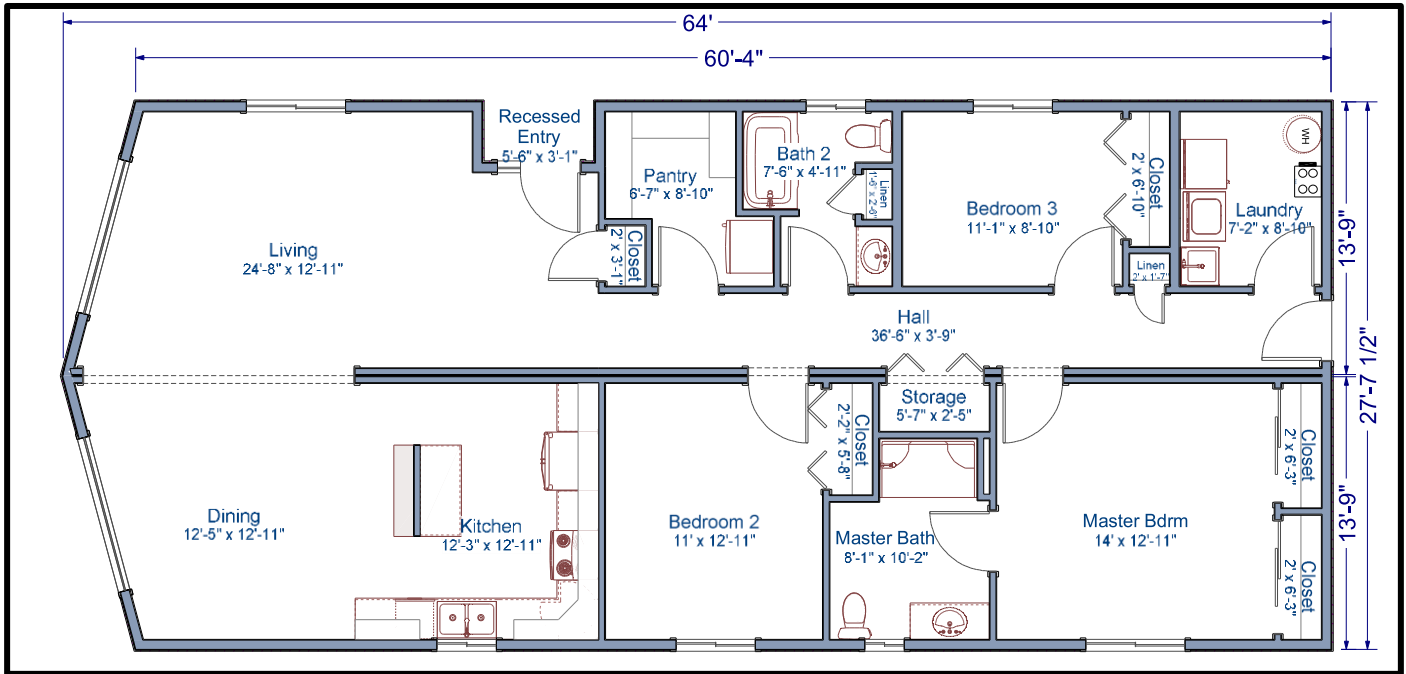 64'
60'-4"
Recessed
Entry
5'-6" x 3'-1"
Pantry
6'-7" x 8'-10"
Bath 2
7'-6" x 4'-11"
Linen
1'-6" x 2'-6"
Bedroom 3
11'-1" x 8'-10"
Closet
2' x 6'-10"
WH
Laundry
7'-2" x 8'-10"
13'-9"
Living
24'-8" x 12'-11"
Closet
2' x 3'-1"
Linen
2' x 1'-7"
Hall
36'-6" x 3'-9"
27'-7 1/2"
Storage
5'-7" x 2'-5"
Closet
2'-2" x 5'-8"
Closet
2' x 6'-3"
Dining
12'-5" x 12'-11"
Kitchen
12'-3" x 12'-11"
Bedroom 2
11' x 12'-11"
Master Bath
8'-1" x 10'-2"
Master Bdrm
14' x 12'-11"
13'-9"
Closet
2' x 6'-3"